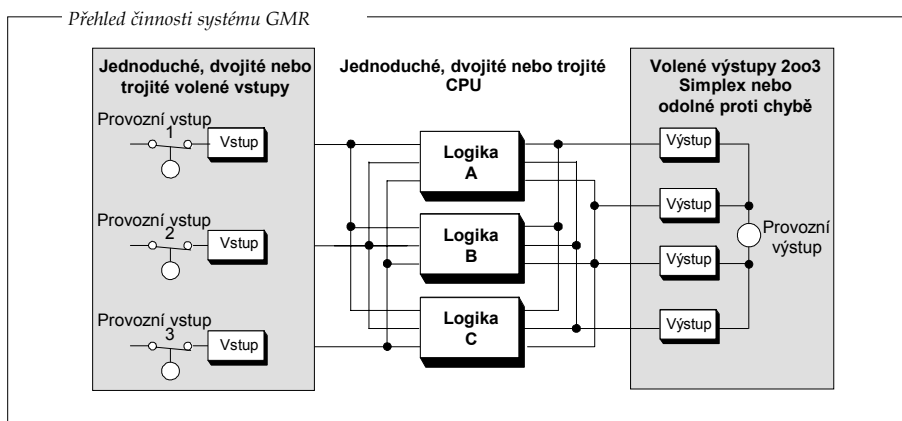 Přehled činnosti systému GMR
Jednoduché, dvojité nebo
trojité volené vstupy
Provozní vstup
1
Vstup
Provozní vstup
2
Vstup
Provozní vstup
3
Vstup
Jednoduché, dvojité nebo trojité
CPU
Logika
A
Logika
B
Logika
C
Volené výstupy 2oo3
Simplex nebo
odolné proti chybě
Výstup
Výstup
Provozní
výstup
Výstup
Výstup